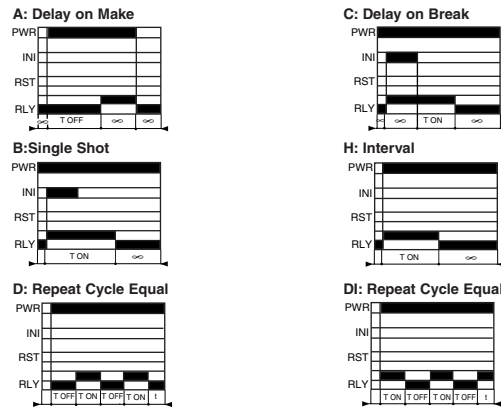 A: Delay on Make
PWR
INI
RST
RLY
∞ T OFF ∞ ∞
C: Delay on Break
PWR
INI
RST
RLY
∞ ∞ T ON ∞
B:Single Shot
PWR
INI
RST
RLY
T ON ∞
H: Interval
PWR
INI
RST
RLY
T ON ∞
D: Repeat Cycle Equal
PWR
INI
RST
RLY
T OFF T ON T OFF T ON t
DI: Repeat Cycle Equal
PWR
INI
RST
RLY
T ON T OFF T ON T OFF t